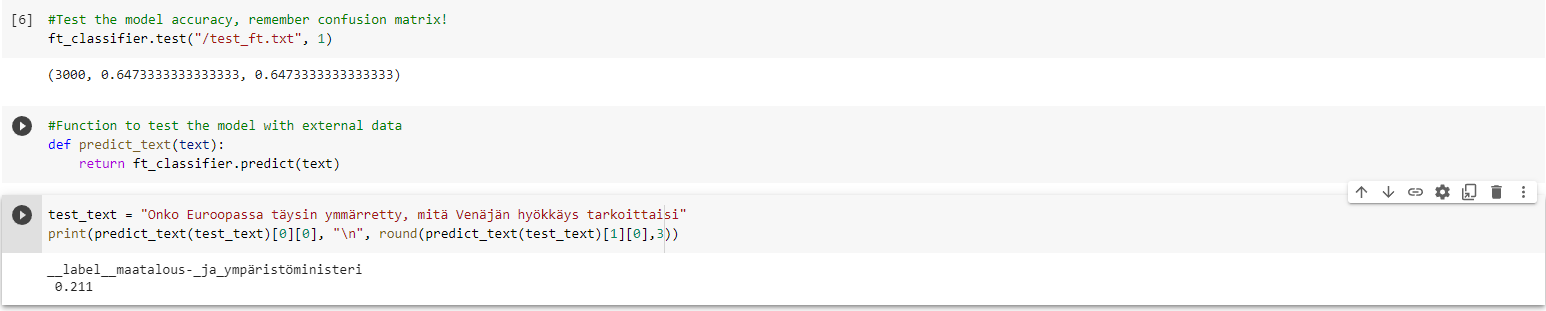 [6] #Test the model accuracy, remember confusion matrix!
ft_classifier.test("/test_ft.txt", 1)
(3000, 0.6473333333333333, 0.6473333333333333)
#Function to test the model with external data
def predict_text(text):
    return ft_classifier.predict(text)
test_text = "Onko Euroopassa täysin ymmärretty, mitä Venäjän hyökkäys tarkoittaisi"
print(predict_text(test_text)[0][0], "\n", round(predict_text(test_text)[1][0],3))
__label__maatalous-_ja_ympäristöministeri
 0.211